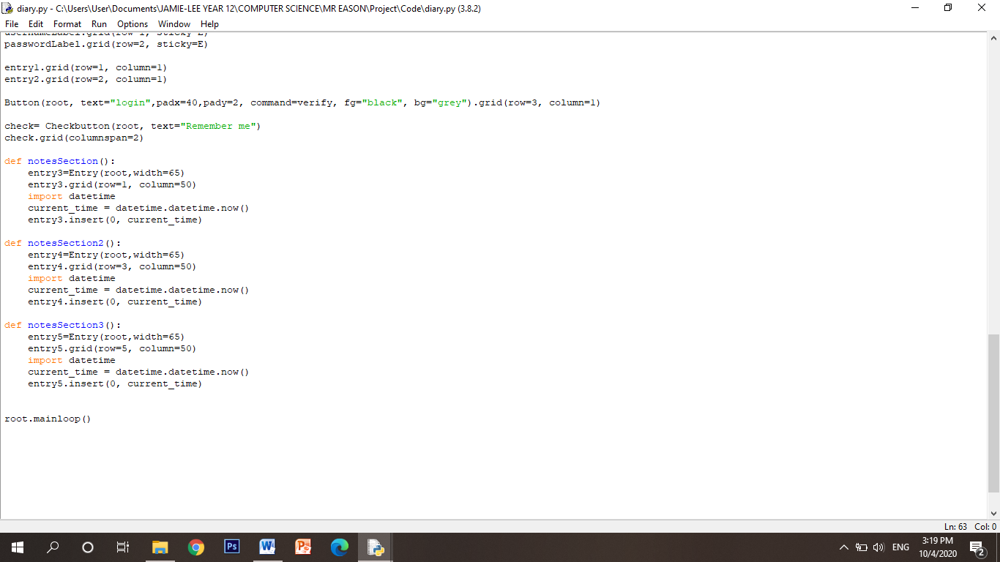 diary.py - C:\Users\User\Documents\JAMIE-LEE YEAR 12\COMPUTER SCIENCE\MR EASON\Project\Code\diary.py (3.8.2)
File Edit Format Run Options Window Help
usernameLabel.grid(row=1, sticky=E)
passwordLabel.grid(row=2, sticky=E)

entry1.grid(row=1, column=1)
entry2.grid(row=2, column=1)

Button(root, text="login",padx=40,pady=2, command=verify, fg="black", bg="grey").grid(row=3, column=1)

check= Checkbutton(root, text="Remember me")
check.grid(columnspan=2)

def notesSection():
    entry3=Entry(root,width=65)
    entry3.grid(row=1, column=50)
    import datetime
    current_time = datetime.datetime.now()
    entry3.insert(0, current_time)

def notesSection2():
    entry4=Entry(root,width=65)
    entry4.grid(row=3, column=50)
    import datetime
    current_time = datetime.datetime.now()
    entry4.insert(0, current_time)

def notesSection3():
    entry5=Entry(root,width=65)
    entry5.grid(row=5, column=50)
    import datetime
    current_time = datetime.datetime.now()
    entry5.insert(0, current_time)


root.mainloop()
Ln: 63 Col: 0
Ps
W
P
ENG
3:19 PM
10/4/2020
2